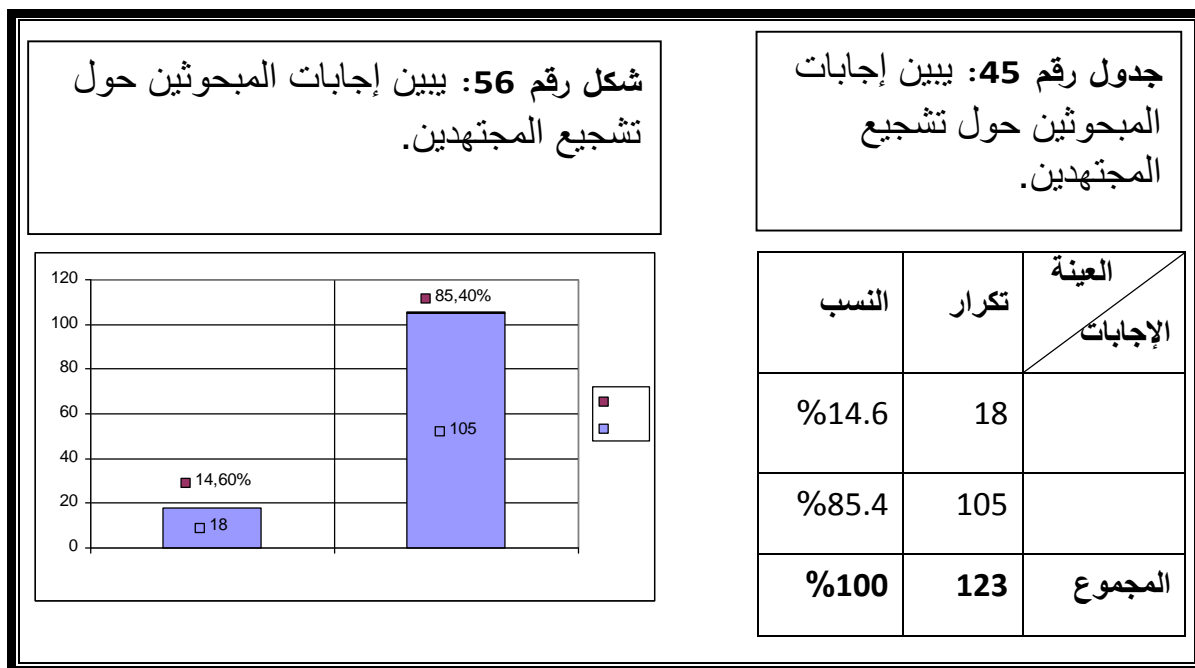 جدول رقم 45: يبين إجابات
المبحوثين حول تشجيع
المجتهدين.
العينة
الإجابات
تكرار
النسب
18
%14.6
105
%85.4
المجموع
123
%100
شكل رقم 56: يبين إجابات المبحوثين حول
تشجيع المجتهدين.
120
100
80
60
40
20
0
14,60%
18
85,40%
105